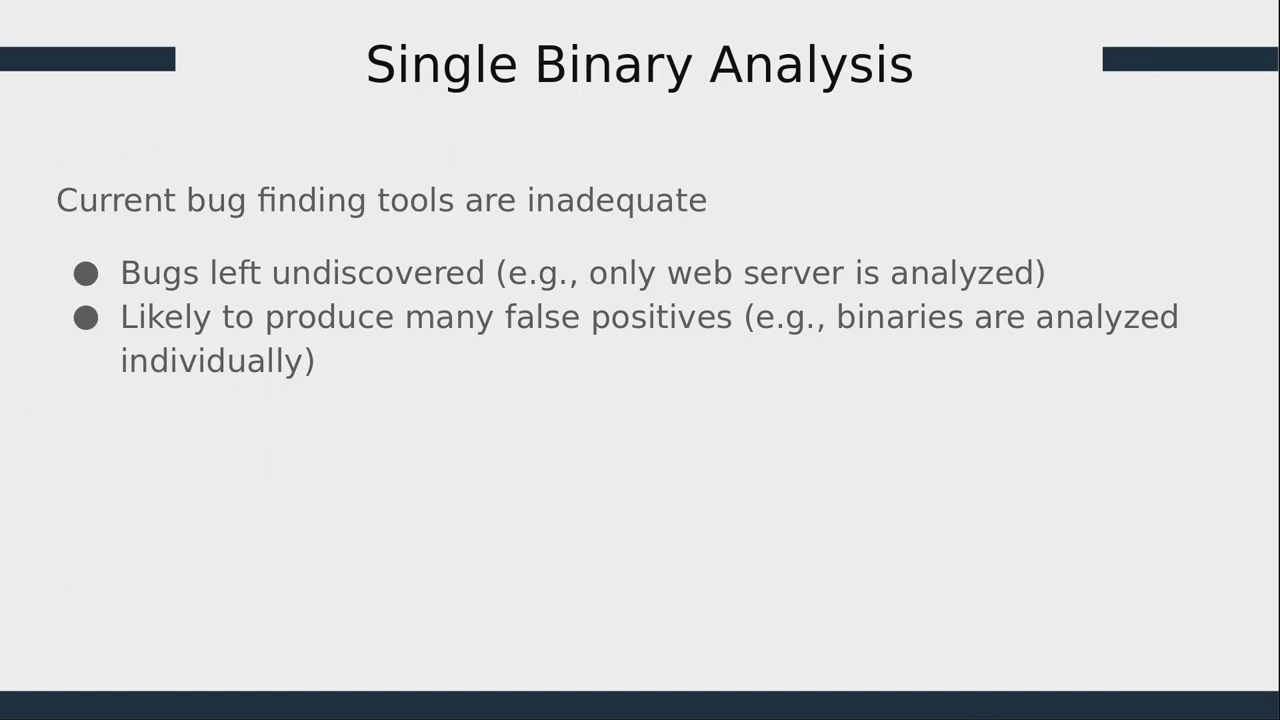 Single Binary Analysis
Current bug finding tools are inadequate
● Bugs left undiscovered (e.g., only web server is analyzed)
● Likely to produce many false positives (e.g., binaries are analyzed
individually)